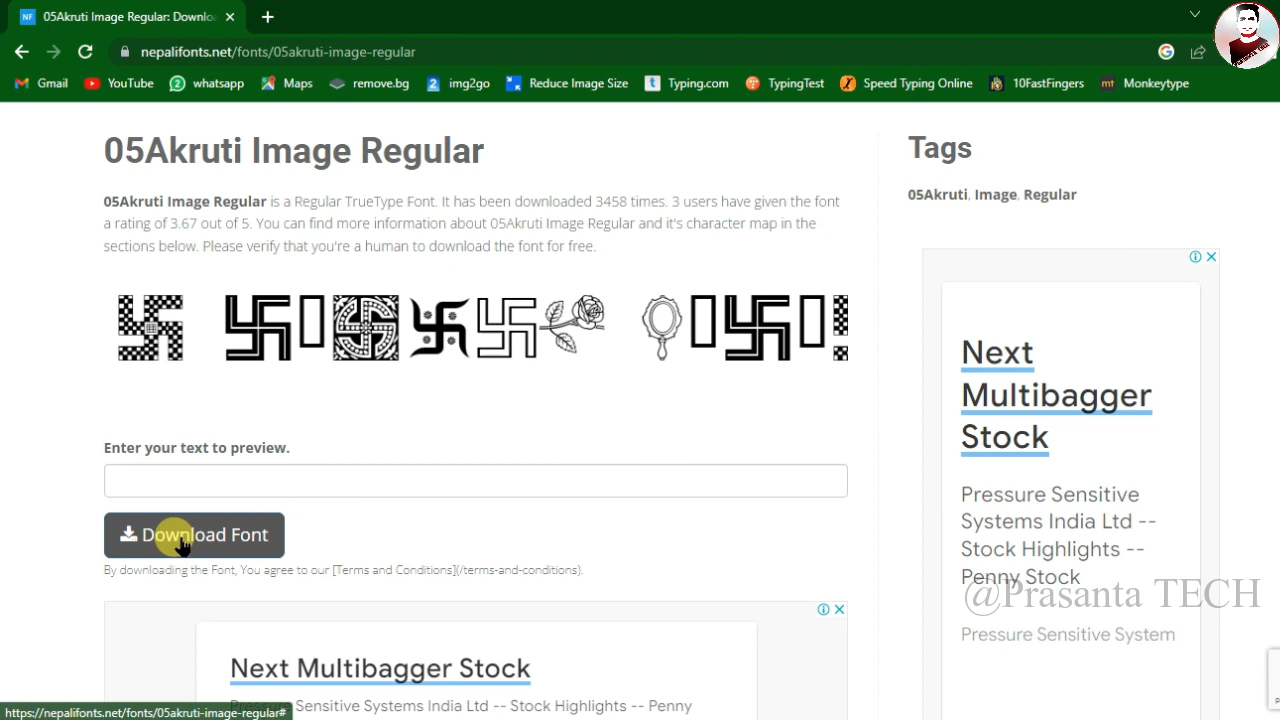 05Akruti Image Regular: Downlo
nepalifonts.net/fonts/05akruti-image-regular
Gmail YouTube whatsapp Maps remove.bg img2go Reduce Image Size Typing.com TypingTest Speed Typing Online 10FastFingers Monkeytype
05Akruti Image Regular
05Akruti Image Regular is a Regular TrueType Font. It has been downloaded 3458 times. 3 users have given the font
a rating of 3.67 out of 5. You can find more information about 05Akruti Image Regular and it's character map in the
sections below. Please verify that you're a human to download the font for free.
Enter your text to preview.
Download Font
By downloading the Font, You agree to our [Terms and Conditions](/terms-and-conditions).
Next Multibagger Stock
Pressure Sensitive Systems India Ltd -- Stock Highlights -- Penny
https://nepalifonts.net/fonts/05akruti-image-regular#
Tags
05Akruti, Image, Regular
Next
Multibagger
Stock
Pressure Sensitive
Systems India Ltd --
Stock Highlights --
Penny Stock
@Prasanta TECH
Pressure Sensitive System